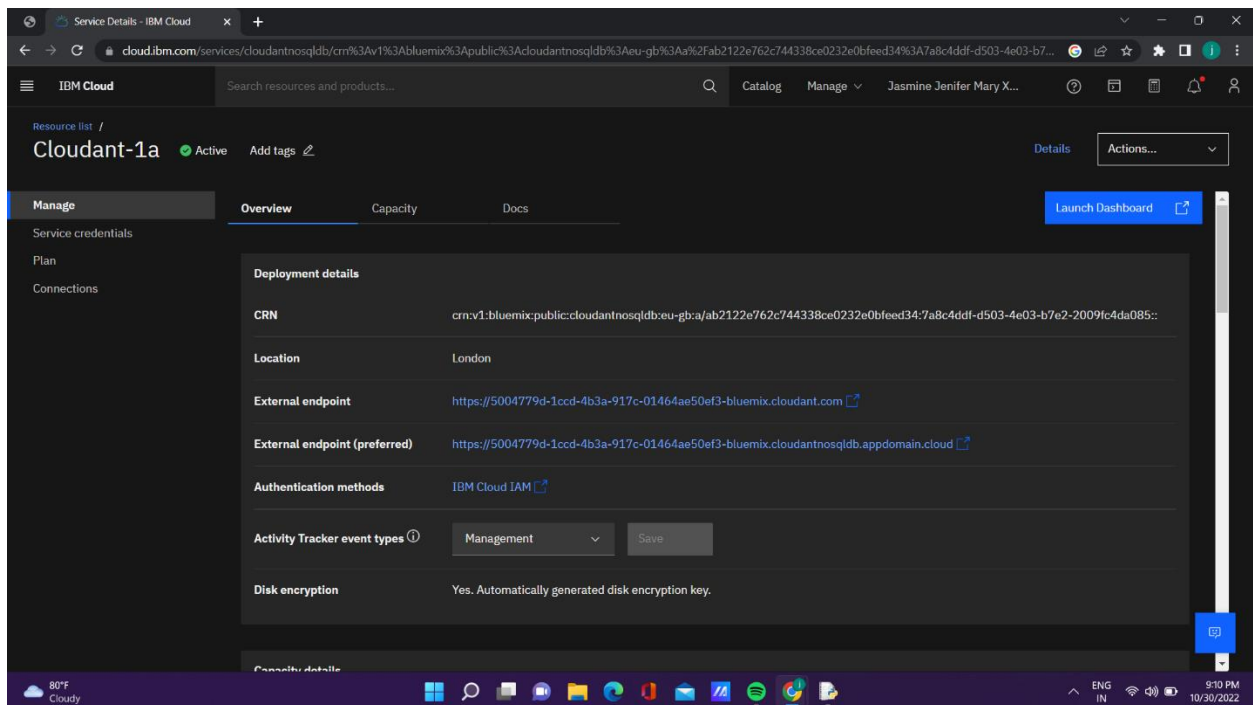 Service Details - IBM Cloud
cloud.ibm.com/services/cloudantnosqldb/crn%3Av1%3Abluemix%3Apublic%3Acloudantnosqldb%3Aeu-gb%3Aa%2Fab2122e762c744338ce0232e0bfeed34%3A7a8c4ddf-d503-4e03-b7...
IBM Cloud
Search resources and products...
Catalog
Manage
Jasmine Jenifer Mary X...
Resource list /
Cloudant-1a
Active
Add tags
Details
Actions...
Manage
Service credentials
Plan
Connections
Overview
Capacity
Docs
Launch Dashboard
Deployment details
CRN
crn:v1:bluemix:public:cloudantnosqldb:eu-gb:a/ab2122e762c744338ce0232e0bfeed34:7a8c4ddf-d503-4e03-b7e2-2009fc4da085::
Location
London
External endpoint
https://5004779d-1ccd-4b3a-917c-01464ae50ef3-bluemix.cloudant.com
External endpoint (preferred)
https://5004779d-1ccd-4b3a-917c-01464ae50ef3-bluemix.cloudantnosqldb.appdomain.cloud
Authentication methods
IBM Cloud IAM
Activity Tracker event types
Management
Save
Disk encryption
Yes. Automatically generated disk encryption key.
Capacity details
80°F
Cloudy
ENG
IN
9:10 PM
10/30/2022